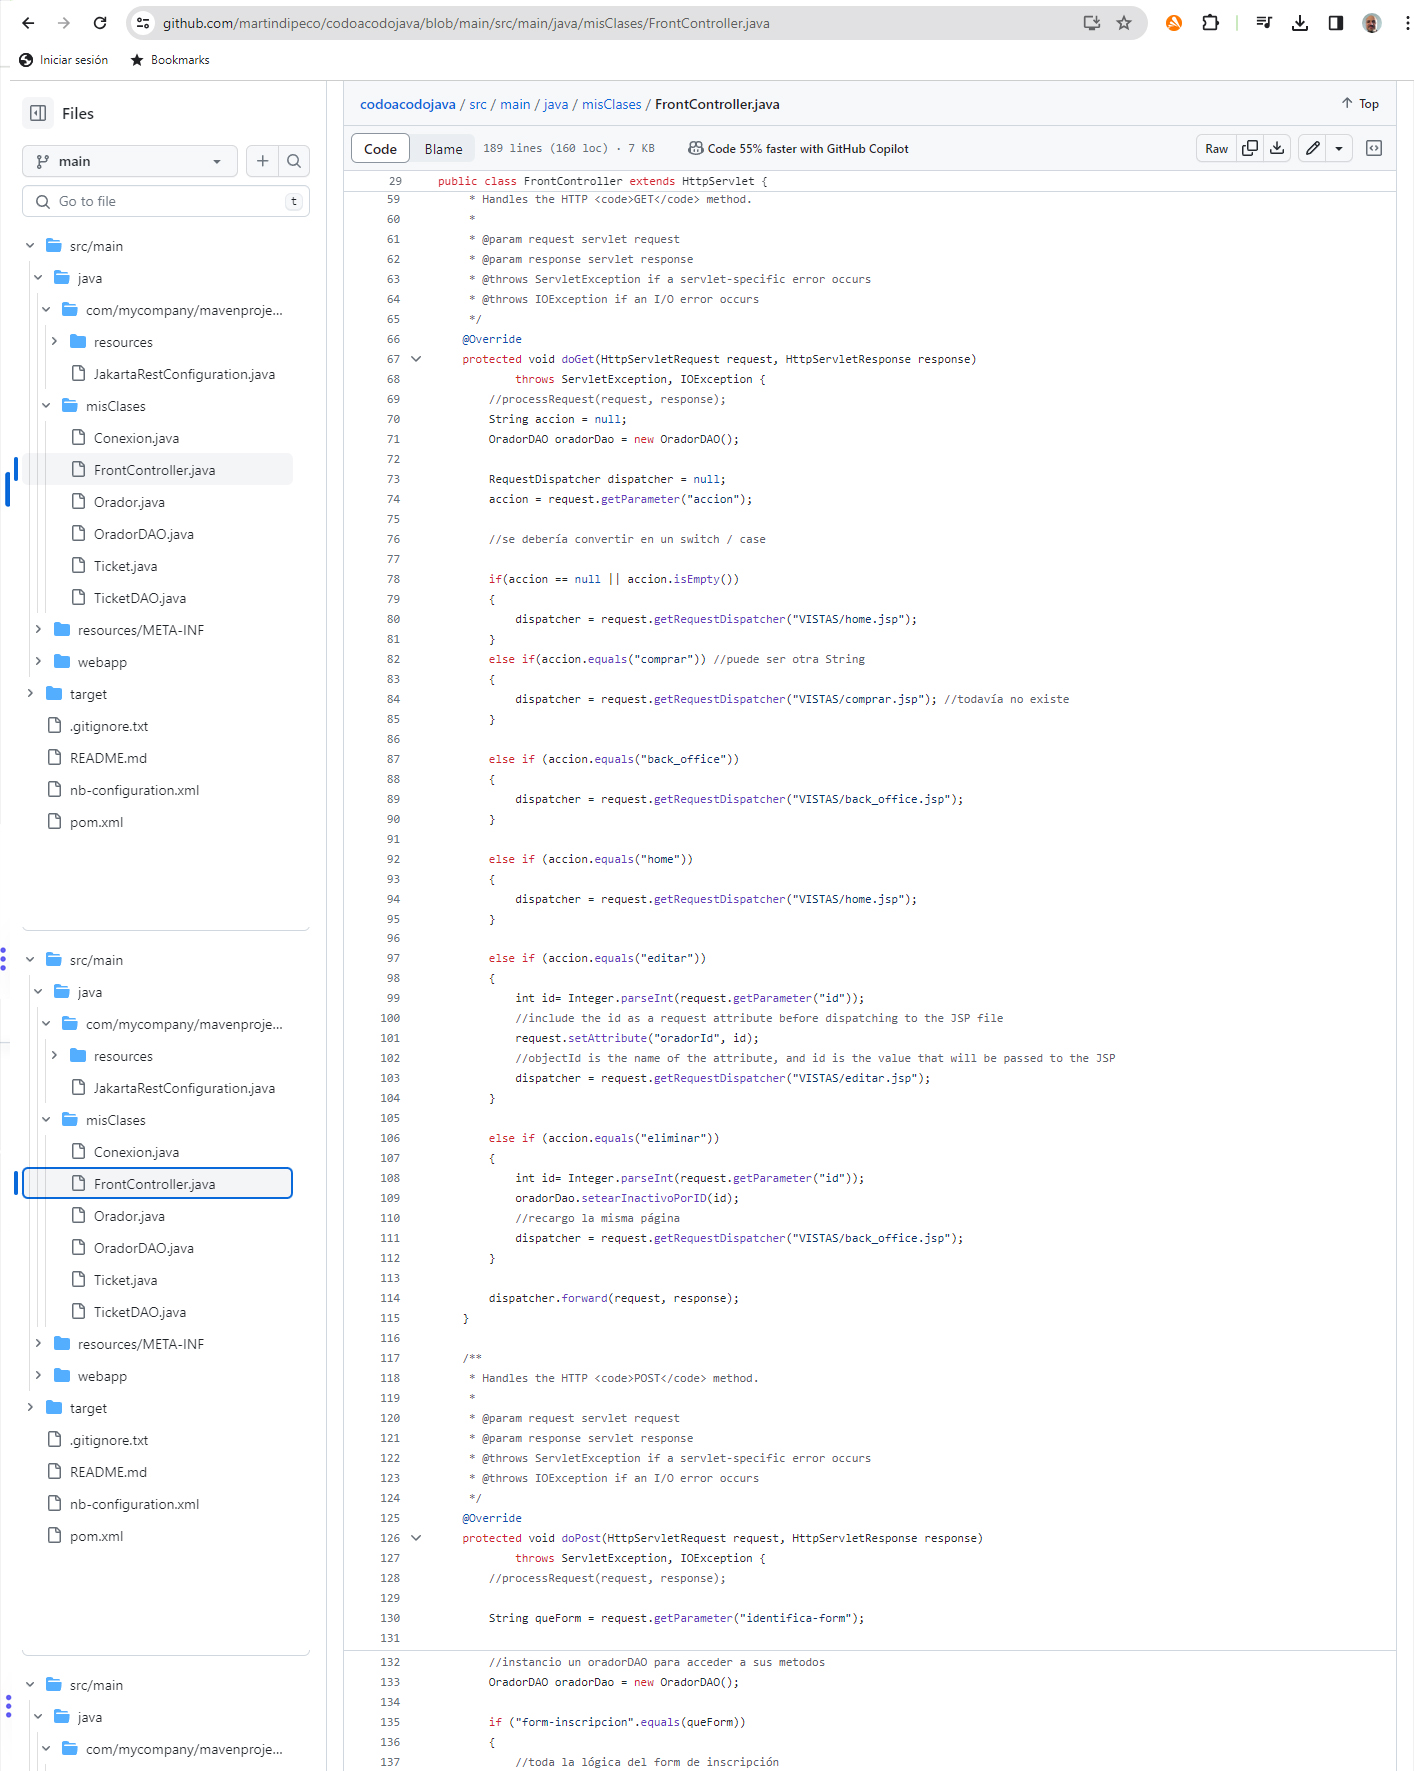 github.com/martindipeco/codoacodojava/blob/main/src/main/java/misClases/FrontController.java
Iniciar sesión
Bookmarks
Files
main
Go to file
t
src/main
java
com/mycompany/mavenproje...
resources
JakartaRestConfiguration.java
misClases
Conexion.java
FrontController.java
Orador.java
OradorDAO.java
Ticket.java
TicketDAO.java
resources/META-INF
webapp
target
.gitignore.txt
README.md
nb-configuration.xml
pom.xml
src/main
java
com/mycompany/mavenproje...
resources
JakartaRestConfiguration.java
misClases
Conexion.java
FrontController.java
Orador.java
OradorDAO.java
Ticket.java
TicketDAO.java
resources/META-INF
webapp
target
.gitignore.txt
README.md
nb-configuration.xml
pom.xml
src/main
java
com/mycompany/mavenproje...
codoacodojava / src / main / java / misClases / FrontController.java
Top
Code Blame 189 lines (160 loc) · 7 KB Code 55% faster with GitHub Copilot Raw
29 public class FrontController extends HttpServlet {
59 * Handles the HTTP <code>GET</code> method.
60 *
61 * @param request servlet request
62 * @param response servlet response
63 * @throws ServletException if a servlet-specific error occurs
64 * @throws IOException if an I/O error occurs
65 */
66 @Override
67 protected void doGet(HttpServletRequest request, HttpServletResponse response)
68 throws ServletException, IOException {
69 //processRequest(request, response);
70 String accion = null;
71 OradorDAO oradorDao = new OradorDAO();
72
73 RequestDispatcher dispatcher = null;
74 accion = request.getParameter("accion");
75
76 //se debería convertir en un switch / case
77
78 if(accion == null || accion.isEmpty())
79 {
80 dispatcher = request.getRequestDispatcher("VISTAS/home.jsp");
81 }
82 else if(accion.equals("comprar")) //puede ser otra String
83 {
84 dispatcher = request.getRequestDispatcher("VISTAS/comprar.jsp"); //todavía no existe
85 }
86
87 else if (accion.equals("back_office"))
88 {
89 dispatcher = request.getRequestDispatcher("VISTAS/back_office.jsp");
90 }
91
92 else if (accion.equals("home"))
93 {
94 dispatcher = request.getRequestDispatcher("VISTAS/home.jsp");
95 }
96
97 else if (accion.equals("editar"))
98 {
99 int id= Integer.parseInt(request.getParameter("id"));
100 //include the id as a request attribute before dispatching to the JSP file
101 request.setAttribute("oradorId", id);
102 //objectId is the name of the attribute, and id is the value that will be passed to the JSP
103 dispatcher = request.getRequestDispatcher("VISTAS/editar.jsp");
104 }
105
106 else if (accion.equals("eliminar"))
107 {
108 int id= Integer.parseInt(request.getParameter("id"));
109 oradorDao.setearInactivoPorID(id);
110 //recargo la misma página
111 dispatcher = request.getRequestDispatcher("VISTAS/back_office.jsp");
112 }
113
114 dispatcher.forward(request, response);
115 }
116
117 /**
118 * Handles the HTTP <code>POST</code> method.
119 *
120 * @param request servlet request
121 * @param response servlet response
122 * @throws ServletException if a servlet-specific error occurs
123 * @throws IOException if an I/O error occurs
124 */
125 @Override
126 protected void doPost(HttpServletRequest request, HttpServletResponse response)
127 throws ServletException, IOException {
128 //processRequest(request, response);
129
130 String queForm = request.getParameter("identifica-form");
131
132 //instancio un oradorDAO para acceder a sus metodos
133 OradorDAO oradorDao = new OradorDAO();
134
135 if ("form-inscripcion".equals(queForm))
136 {
137 //toda la lógica del form de inscripción